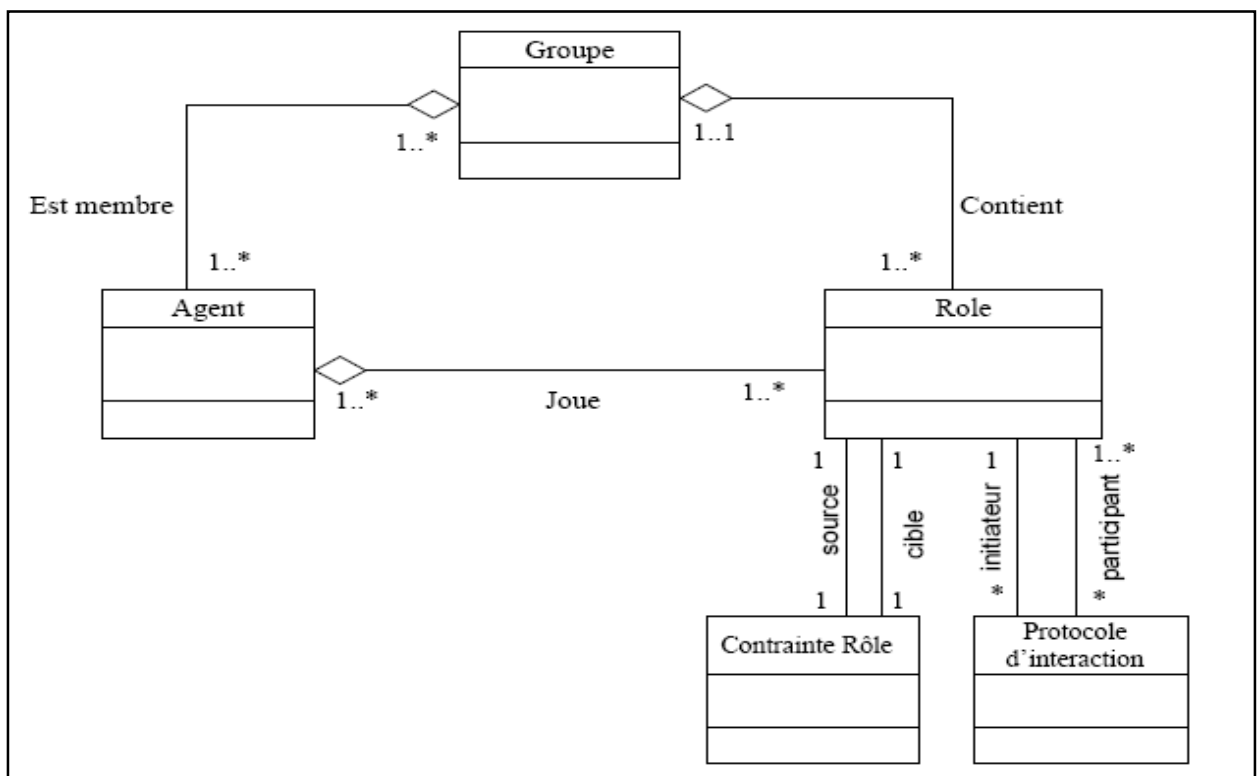 Groupe
1..*
1..1
Est membre
Contient
1..*
1..*
Agent
Role
1..*
Joue
1..*
1
1
1
1..*
source
cible
initiateur
participant
1
1
*
*
Contrainte Rôle
Protocole
d’interaction